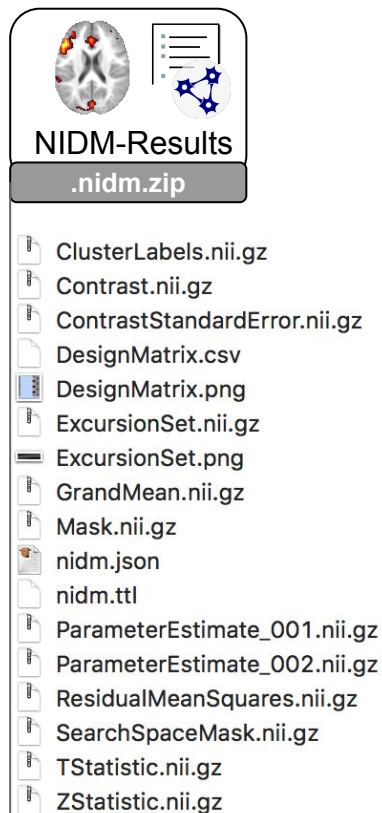 NIDM-Results
.nidm.zip
ClusterLabels.nii.gz
Contrast.nii.gz
ContrastStandardError.nii.gz
DesignMatrix.csv
DesignMatrix.png
ExcursionSet.nii.gz
ExcursionSet.png
GrandMean.nii.gz
Mask.nii.gz
nidm.json
nidm.ttl
ParameterEstimate_001.nii.gz
ParameterEstimate_002.nii.gz
ResidualMeanSquares.nii.gz
SearchSpaceMask.nii.gz
TStatistic.nii.gz
ZStatistic.nii.gz